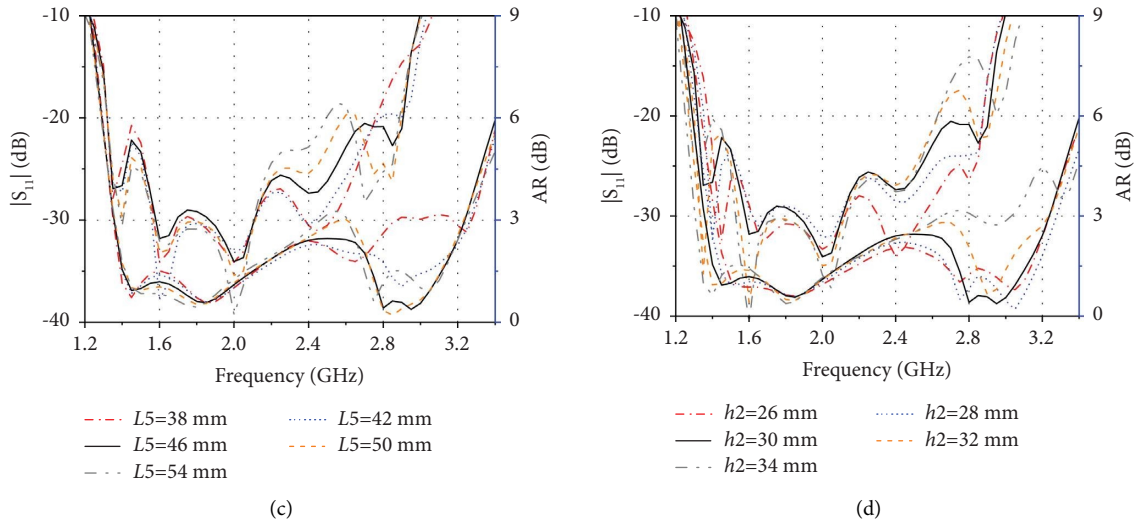 -10
-20
-30
-40
|S11| (dB)
9
6
3
0
AR (dB)
1.2 1.6 2.0 2.4 2.8 3.2
Frequency (GHz)
L5=38 mm L5=42 mm
L5=46 mm L5=50 mm
L5=54 mm
(c)
-10
-20
-30
-40
|S11| (dB)
9
6
3
0
AR (dB)
1.2 1.6 2.0 2.4 2.8 3.2
Frequency (GHz)
h2=26 mm h2=28 mm
h2=30 mm h2=32 mm
h2=34 mm
(d)